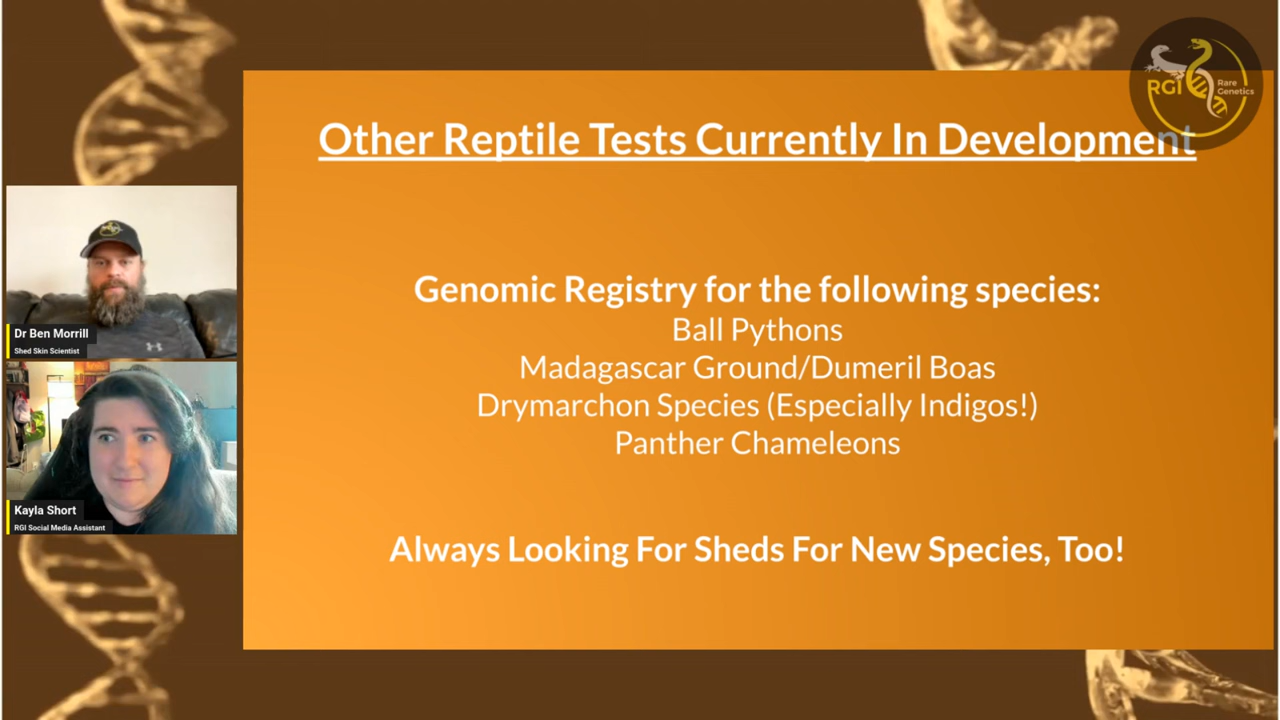 RGI
Rare
Genetics
Other Reptile Tests Currently In Development
Genomic Registry for the following species:
Ball Pythons
Madagascar Ground/Dumeril Boas
Drymarchon Species (Especially Indigos!)
Panther Chameleons
Always Looking For Sheds For New Species, Too!
Dr Ben Morrill
Shed Skin Scientist
Kayla Short
RGI Social Media Assistant